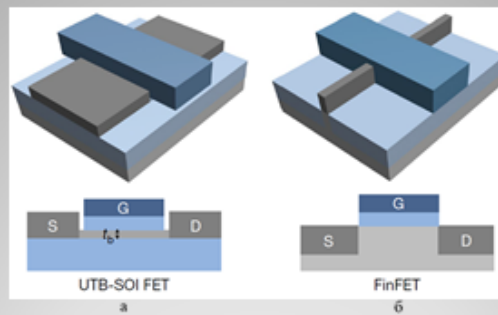 G
S D
t_b
UTB-SOI FET
а
G
S D
FinFET
б